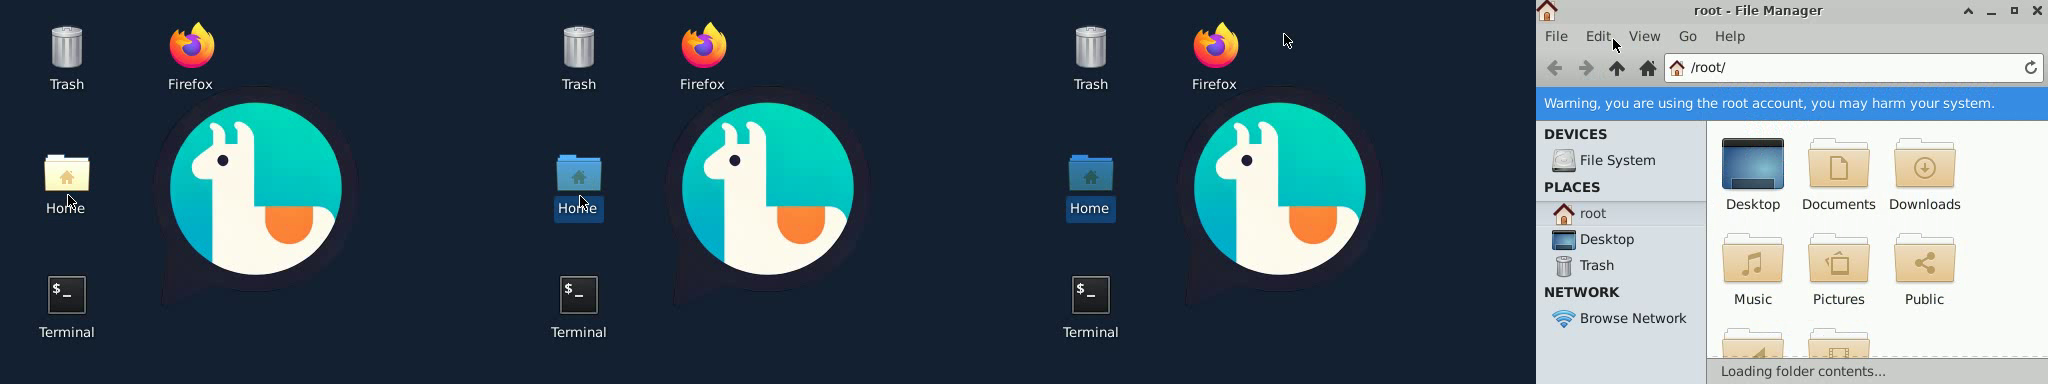 Trash
Firefox
Home
$_
Terminal
Trash
Firefox
Home
$_
Terminal
Trash
Firefox
Home
$_
Terminal
root - File Manager
File Edit View Go Help
/root/
Warning, you are using the root account, you may harm your system.
DEVICES
File System
PLACES
root
Desktop
Trash
NETWORK
Browse Network
Desktop Documents Downloads
Music Pictures Public
Loading folder contents...